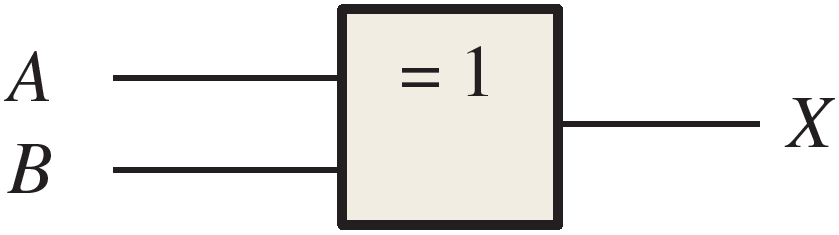 A
= 1
X
B